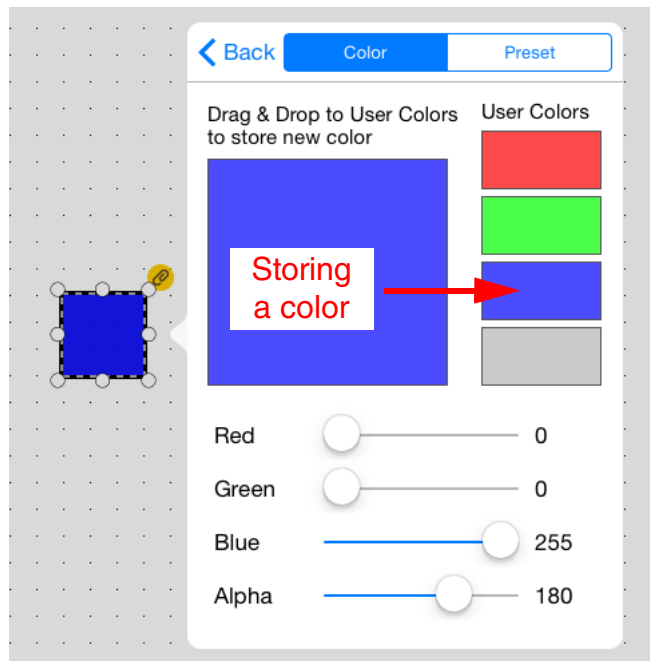 Back
Color
Preset
Drag & Drop to User Colors
to store new color
User Colors
Storing
a color
Red
0
Green
0
Blue
255
Alpha
180